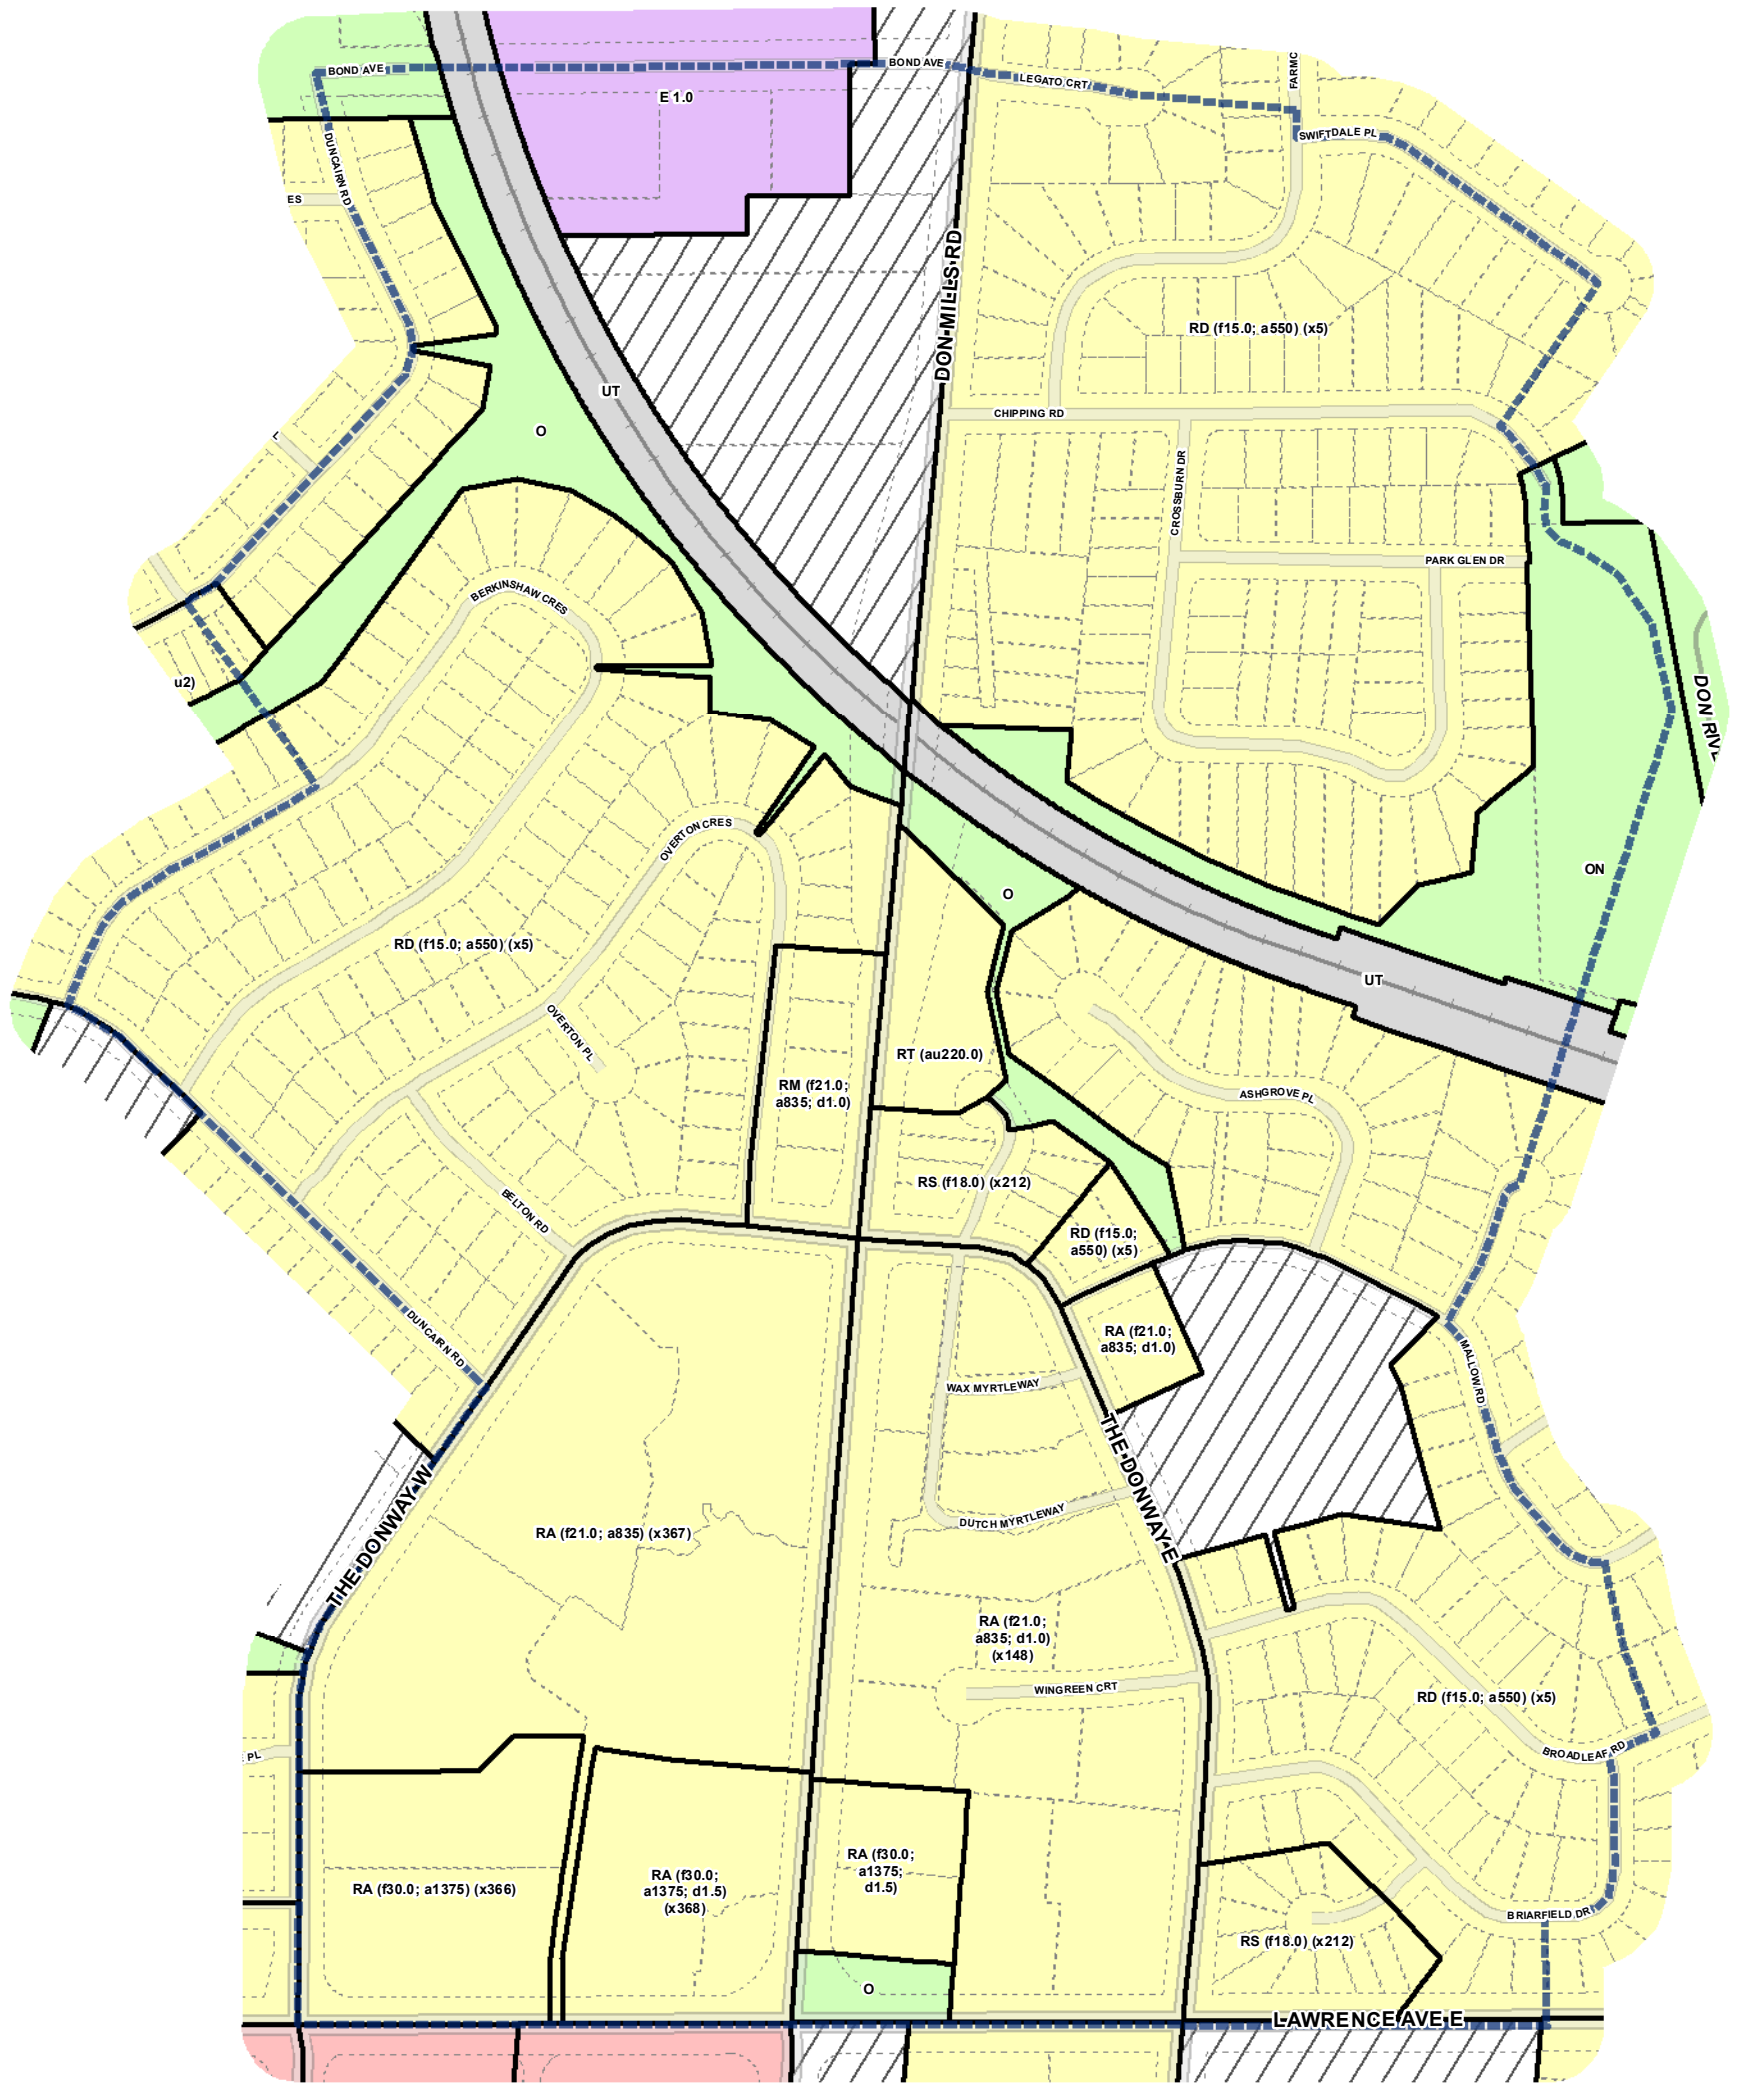 FARMC
BOND AVE
BOND AVE
LEGATO CRT
E 1.0
SWIFTDALE PL
DUNCAIRN RD
ES
DON MILLS RD
RD (f15.0; a550) (x5)
UT
CHIPPING RD
O
L
CROSSBURN DR
PARK GLEN DR
BERKINSHAW CRES
u2)
DON RIVE
OVERTON CRES
ON
O
RD (f15.0; a550) (x5)
UT
OVERTON PL
RT (au220.0)
RM (f21.0;
a835; d1.0)
ASHGROVE PL
RS (f18.0) (x212)
BELTON RD
RD (f15.0;
a550) (x5)
DUNCAIRN RD
RA (f21.0;
a835; d1.0)
MALLOW RD
WAX MYRTLEWAY
THE DONWAY E
DUTCH MYRTLEWAY
THE DONWAY W
RA (f21.0; a835) (x367)
RA (f21.0;
a835; d1.0)
(x148)
WINGREEN CRT
RD (f15.0; a550) (x5)
BROADLEAF RD
PL
RA (f30.0; a1375) (x366)
RA (f30.0;
a1375; d1.5)
(x368)
RA (f30.0;
a1375;
d1.5)
BRIARFIELD DR
RS (f18.0) (x212)
O
LAWRENCE AVE E